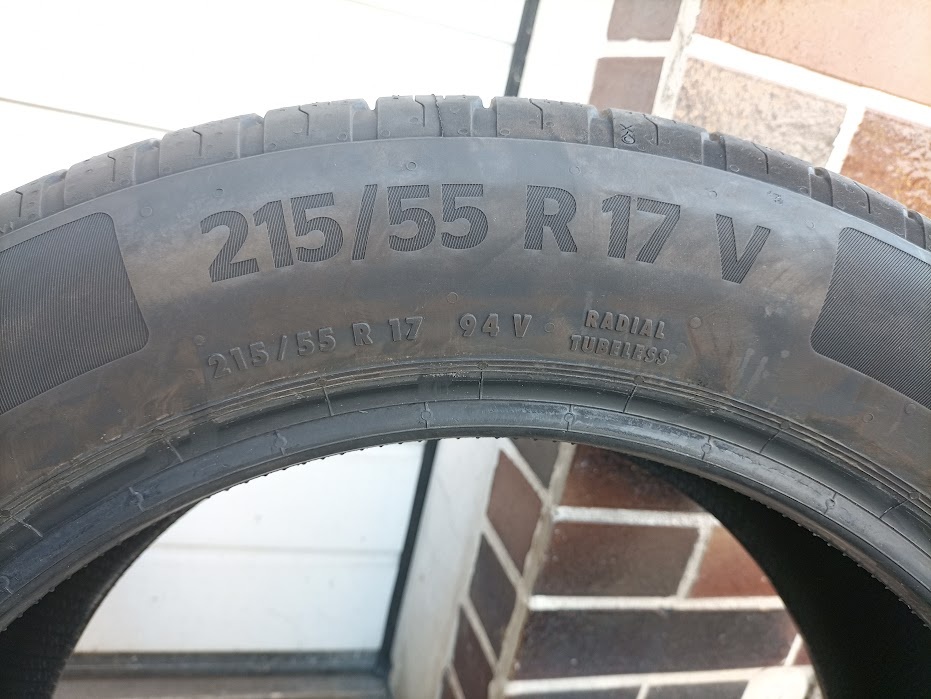 215/55 R 17 V
215/55 R 17 94 V RADIAL
TUBELESS